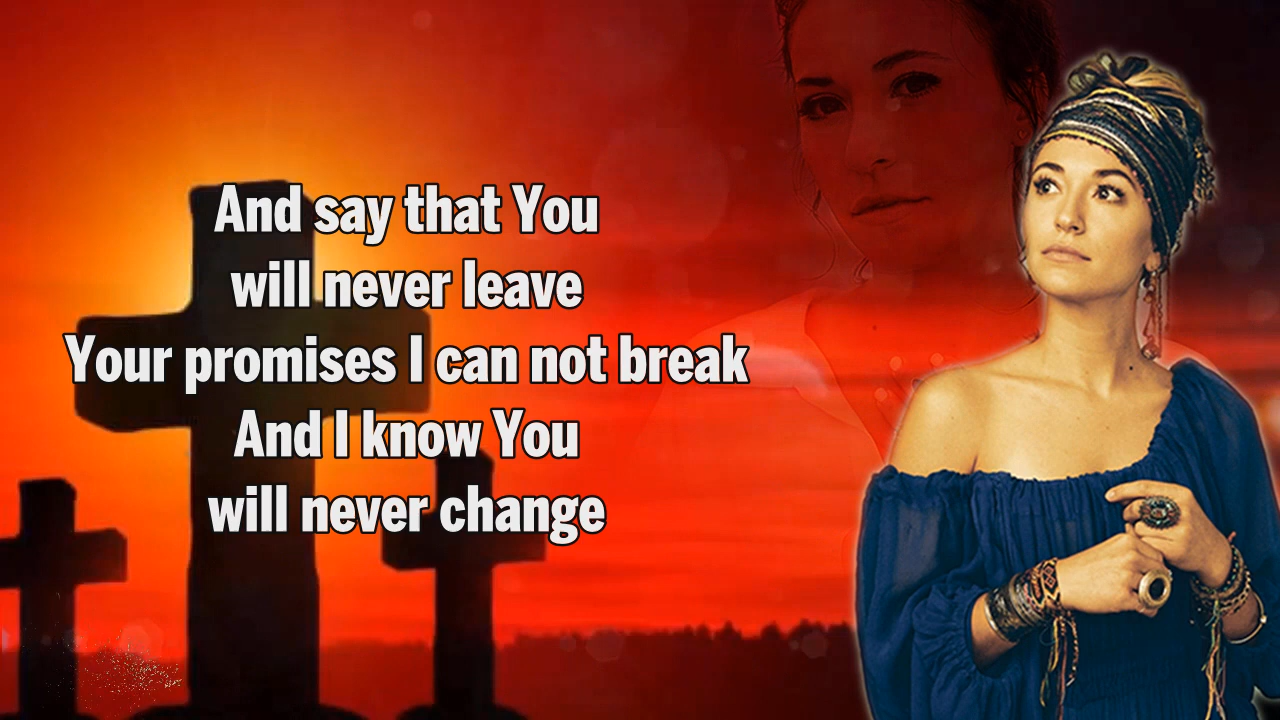 And say that You
will never leave
Your promises I can not break
And I know You
will never change